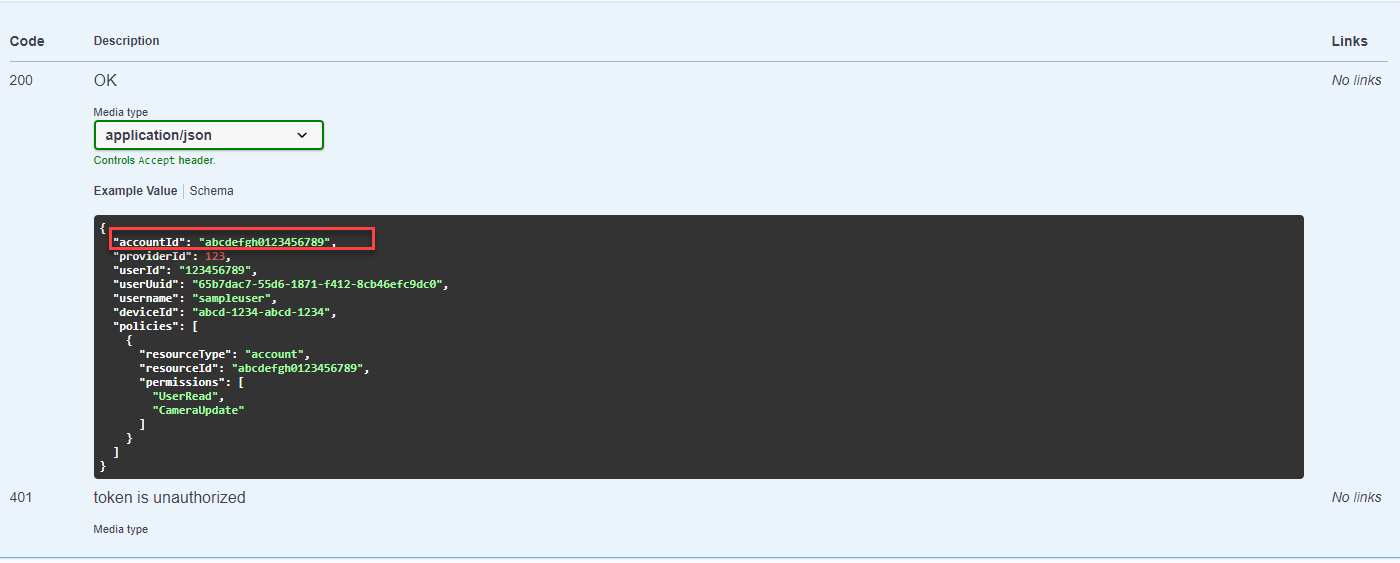 Code Description Links
200 OK No links
Media type
application/json
Controls Accept header.
Example Value Schema
{
"accountId": "abcdefgh0123456789",
"providerId": 123,
"userId": "123456789",
"userUuid": "65b7dac7-55d6-1871-f412-8cb46efc9dc0",
"username": "sampleuser",
"deviceId": "abcd-1234-abcd-1234",
"policies": [
{
"resourceType": "account",
"resourceId": "abcdefgh0123456789",
"permissions": [
"UserRead",
"CameraUpdate"
]
}
]
}
401 token is unauthorized No links
Media type